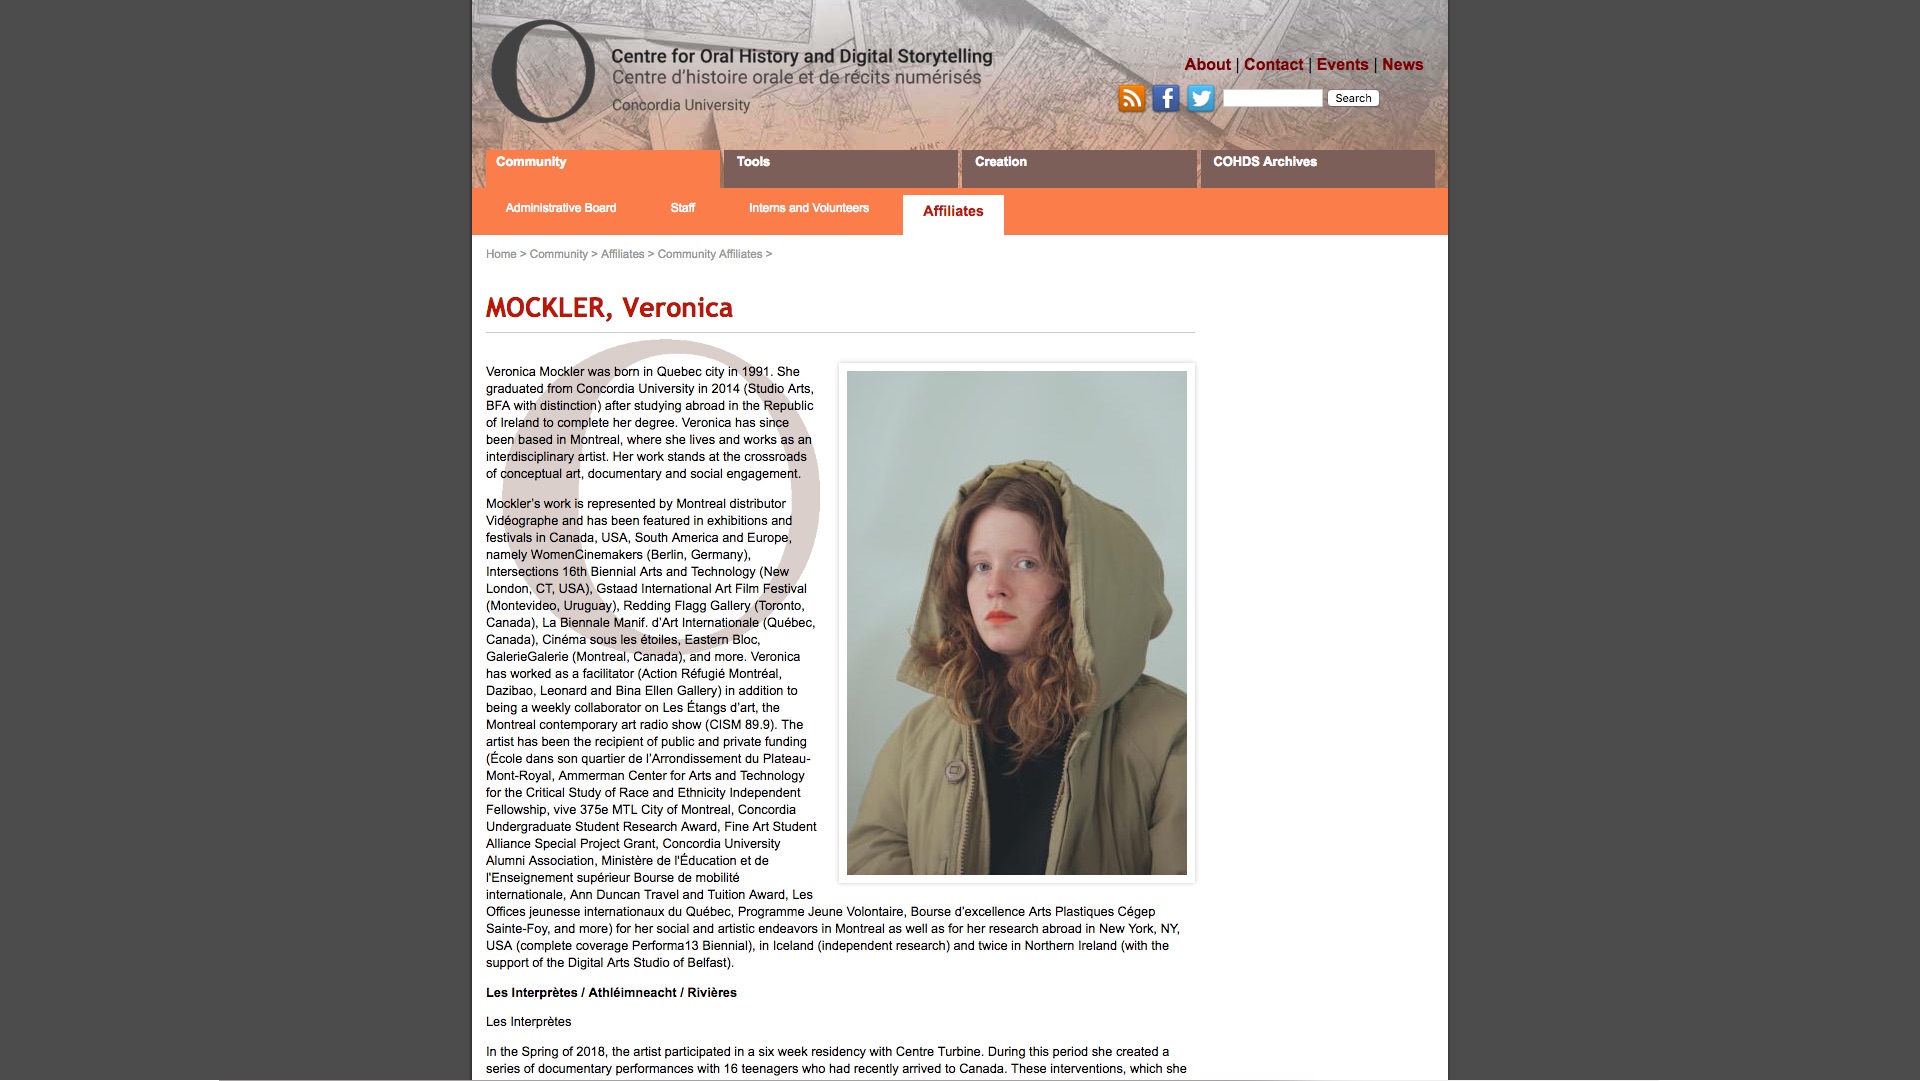 Centre for Oral History and Digital Storytelling
Centre d'histoire orale et de récits numérisés
Concordia University
About | Contact | Events | News
Search
Community
Tools
Creation
COHDS Archives
Administrative Board
Staff
Interns and Volunteers
Affiliates
Home > Community > Affiliates > Community Affiliates >
MOCKLER, Veronica
Veronica Mockler was born in Quebec city in 1991. She
graduated from Concordia University in 2014 (Studio Arts,
BFA with distinction) after studying abroad in the Republic
of Ireland to complete her degree. Veronica has since
been based in Montreal, where she lives and works as an
interdisciplinary artist. Her work stands at the crossroads
of conceptual art, documentary and social engagement.
Mockler's work is represented by Montreal distributor
Vidéographe and has been featured in exhibitions and
festivals in Canada, USA, South America and Europe,
namely WomenCinemakers (Berlin, Germany),
Intersections 16th Biennial Arts and Technology (New
London, CT, USA), Gstaad International Art Film Festival
(Montevideo, Uruguay), Redding Flagg Gallery (Toronto,
Canada), La Biennale Manif. d'Art Internationale (Québec,
Canada), Cinéma sous les étoiles, Eastern Bloc,
GalerieGalerie (Montreal, Canada), and more. Veronica
has worked as a facilitator (Action Réfugié Montréal,
Dazibao, Leonard and Bina Ellen Gallery) in addition to
being a weekly collaborator on Les Étangs d'art, the
Montreal contemporary art radio show (CISM 89.9). The
artist has been the recipient of public and private funding
(École dans son quartier de l'Arrondissement du Plateau-
Mont-Royal, Ammerman Center for Arts and Technology
for the Critical Study of Race and Ethnicity Independent
Fellowship, vive 375e MTL City of Montreal, Concordia
Undergraduate Student Research Award, Fine Art Student
Alliance Special Project Grant, Concordia University
Alumni Association, Ministère de l'Éducation et de
l'Enseignement supérieur Bourse de mobilité
internationale, Ann Duncan Travel and Tuition Award, Les
Offices jeunesse internationaux du Québec, Programme Jeune Volontaire, Bourse d'excellence Arts Plastiques Cégep
Sainte-Foy, and more) for her social and artistic endeavors in Montreal as well as for her research abroad in New York, NY,
USA (complete coverage Performa13 Biennial), in Iceland (independent research) and twice in Northern Ireland (with the
support of the Digital Arts Studio of Belfast).
Les Interprètes / Athléimneacht / Rivières
Les Interprètes
In the Spring of 2018, the artist participated in a six week residency with Centre Turbine. During this period she created a
series of documentary performances with 16 teenagers who had recently arrived to Canada. These interventions, which she